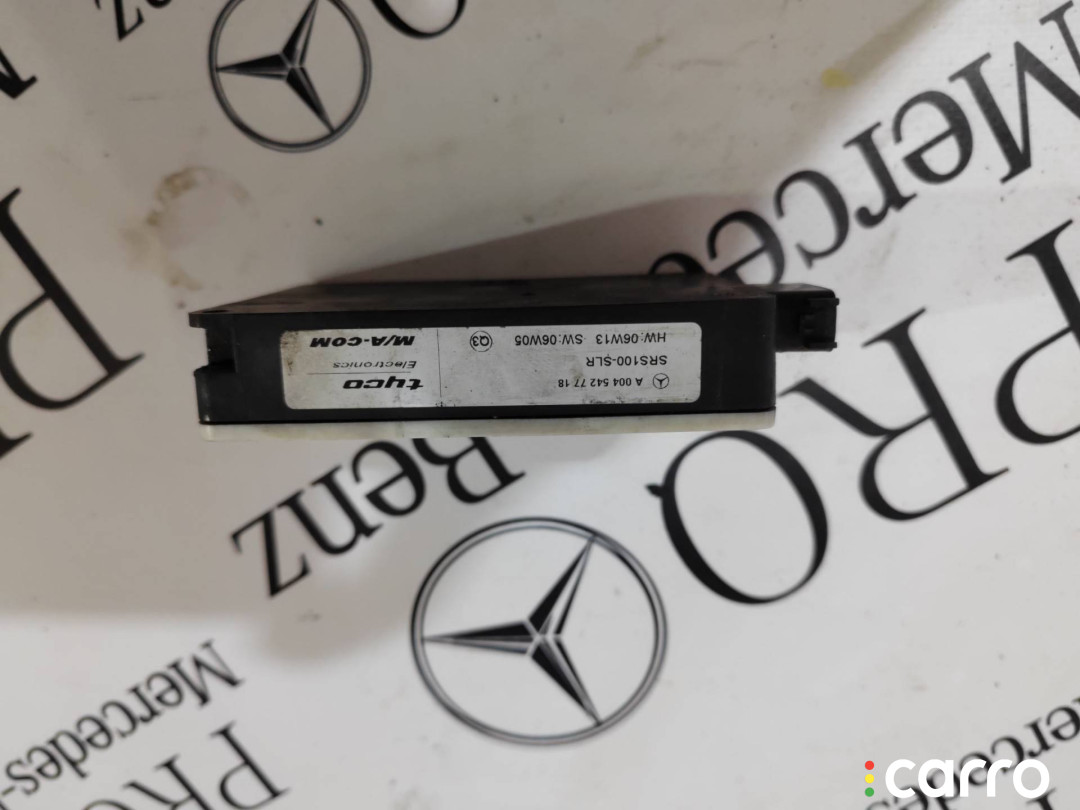 A 004 542 77 18
SRS100-SLR
HW:06W13 SW:06W05
Q3
tyco
Electronics
M/A-COM
Mercedes
PRO
Benz
Mercedes-
PRO
carro